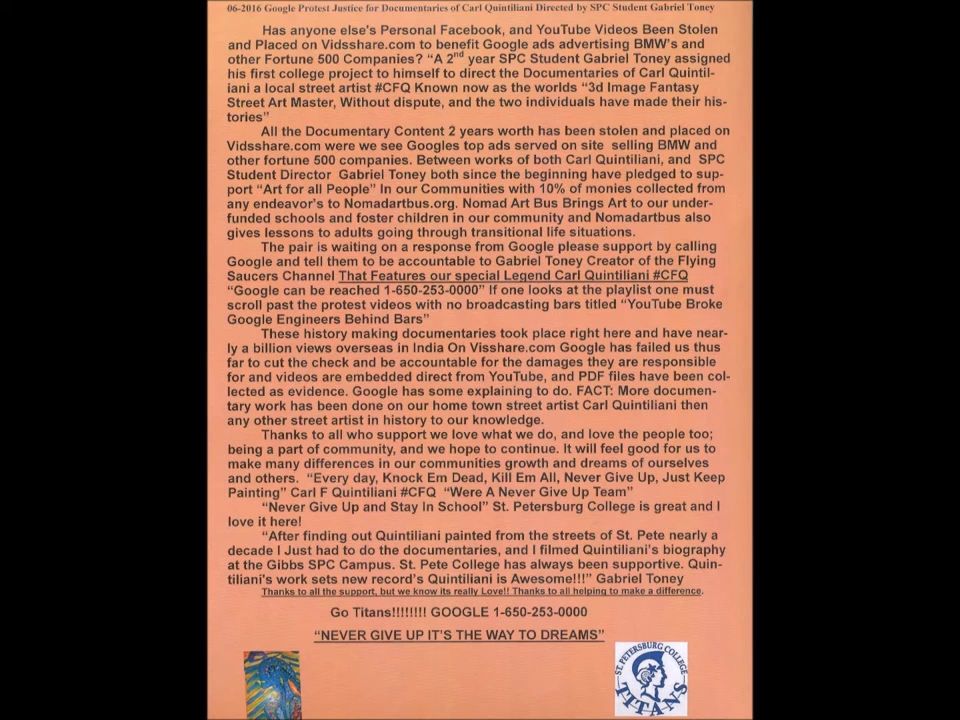 06-2016 Google Protest Justice for Documentaries of Carl Quintiliani Directed by SPC Student Gabriel Toney
Has anyone else's Personal Facebook, and YouTube Videos Been Stolen
and Placed on Vidsshare.com to benefit Google ads advertising BMW's and
other Fortune 500 Companies? "A 2nd year SPC Student Gabriel Toney assigned
his first college project to himself to direct the Documentaries of Carl Quintil-
iani a local street artist #CFQ Known now as the worlds "3d Image Fantasy
Street Art Master, Without dispute, and the two individuals have made their his-
tories"
All the Documentary Content 2 years worth has been stolen and placed on
Vidsshare.com were we see Googles top ads served on site selling BMW and
other fortune 500 companies. Between works of both Carl Quintiliani, and SPC
Student Director Gabriel Toney both since the beginning have pledged to sup-
port "Art for all People" In our Communities with 10% of monies collected from
any endeavor's to Nomadartbus.org. Nomad Art Bus Brings Art to our under-
funded schools and foster children in our community and Nomadartbus also
gives lessons to adults going through transitional life situations.
The pair is waiting on a response from Google please support by calling
Google and tell them to be accountable to Gabriel Toney Creator of the Flying
Saucers Channel That Features our special Legend Carl Quintiliani #CFQ
"Google can be reached 1-650-253-0000" If one looks at the playlist one must
scroll past the protest videos with no broadcasting bars titled "YouTube Broke
Google Engineers Behind Bars"
These history making documentaries took place right here and have near-
ly a billion views overseas in India On Visshare.com Google has failed us thus
far to cut the check and be accountable for the damages they are responsible
for and videos are embedded direct from YouTube, and PDF files have been col-
lected as evidence. Google has some explaining to do. FACT: More documen-
tary work has been done on our home town street artist Carl Quintiliani then
any other street artist in history to our knowledge.
Thanks to all who support we love what we do, and love the people too;
being a part of community, and we hope to continue. It will feel good for us to
make many differences in our communities growth and dreams of ourselves
and others. "Every day, Knock Em Dead, Kill Em All, Never Give Up, Just Keep
Painting" Carl F Quintiliani #CFQ "Were A Never Give Up Team"
"Never Give Up and Stay In School" St. Petersburg College is great and I
love it here!
"After finding out Quintiliani painted from the streets of St. Pete nearly a
decade I Just had to do the documentaries, and I filmed Quintiliani's biography
at the Gibbs SPC Campus. St. Pete College has always been supportive. Quin-
tiliani's work sets new record's Quintiliani is Awesome!!!" Gabriel Toney
Thanks to all the support, but we know its really Love!! Thanks to all helping to make a difference.
Go Titans!!!!!!!! GOOGLE 1-650-253-0000
"NEVER GIVE UP IT'S THE WAY TO DREAMS"
ST. PETERSBURG COLLEGE
TITANS